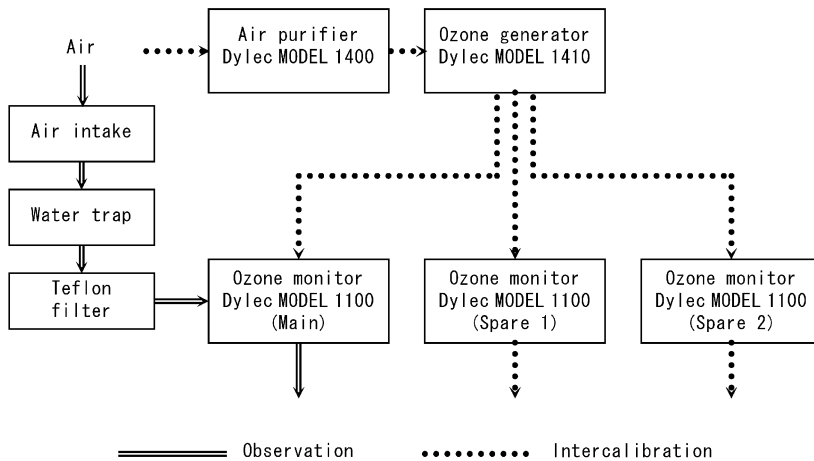 Air
Air purifier
Dylec MODEL 1400
Ozone generator
Dylec MODEL 1410
Air intake
Water trap
Teflon
filter
Ozone monitor
Dylec MODEL 1100
(Main)
Ozone monitor
Dylec MODEL 1100
(Spare 1)
Ozone monitor
Dylec MODEL 1100
(Spare 2)
Observation
Intercalibration